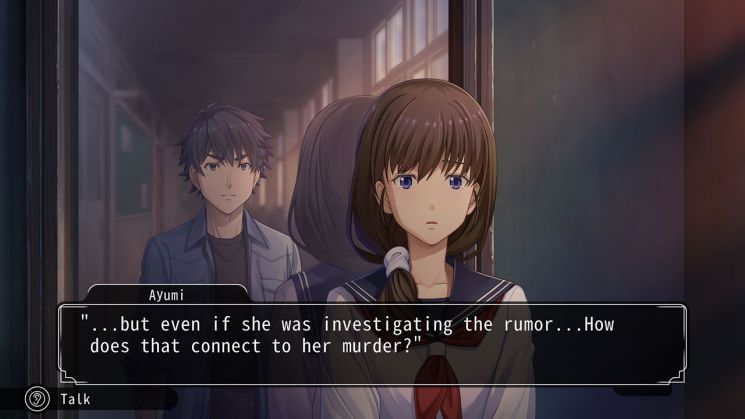 Ayumi
"...but even if she was investigating the rumor...How
does that connect to her murder?"
Talk